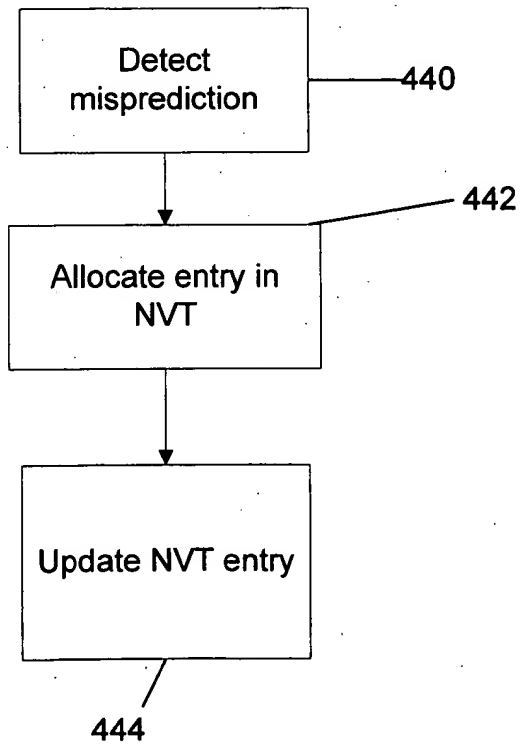 Detect
misprediction
440
442
Allocate entry in
NVT
Update NVT entry
444